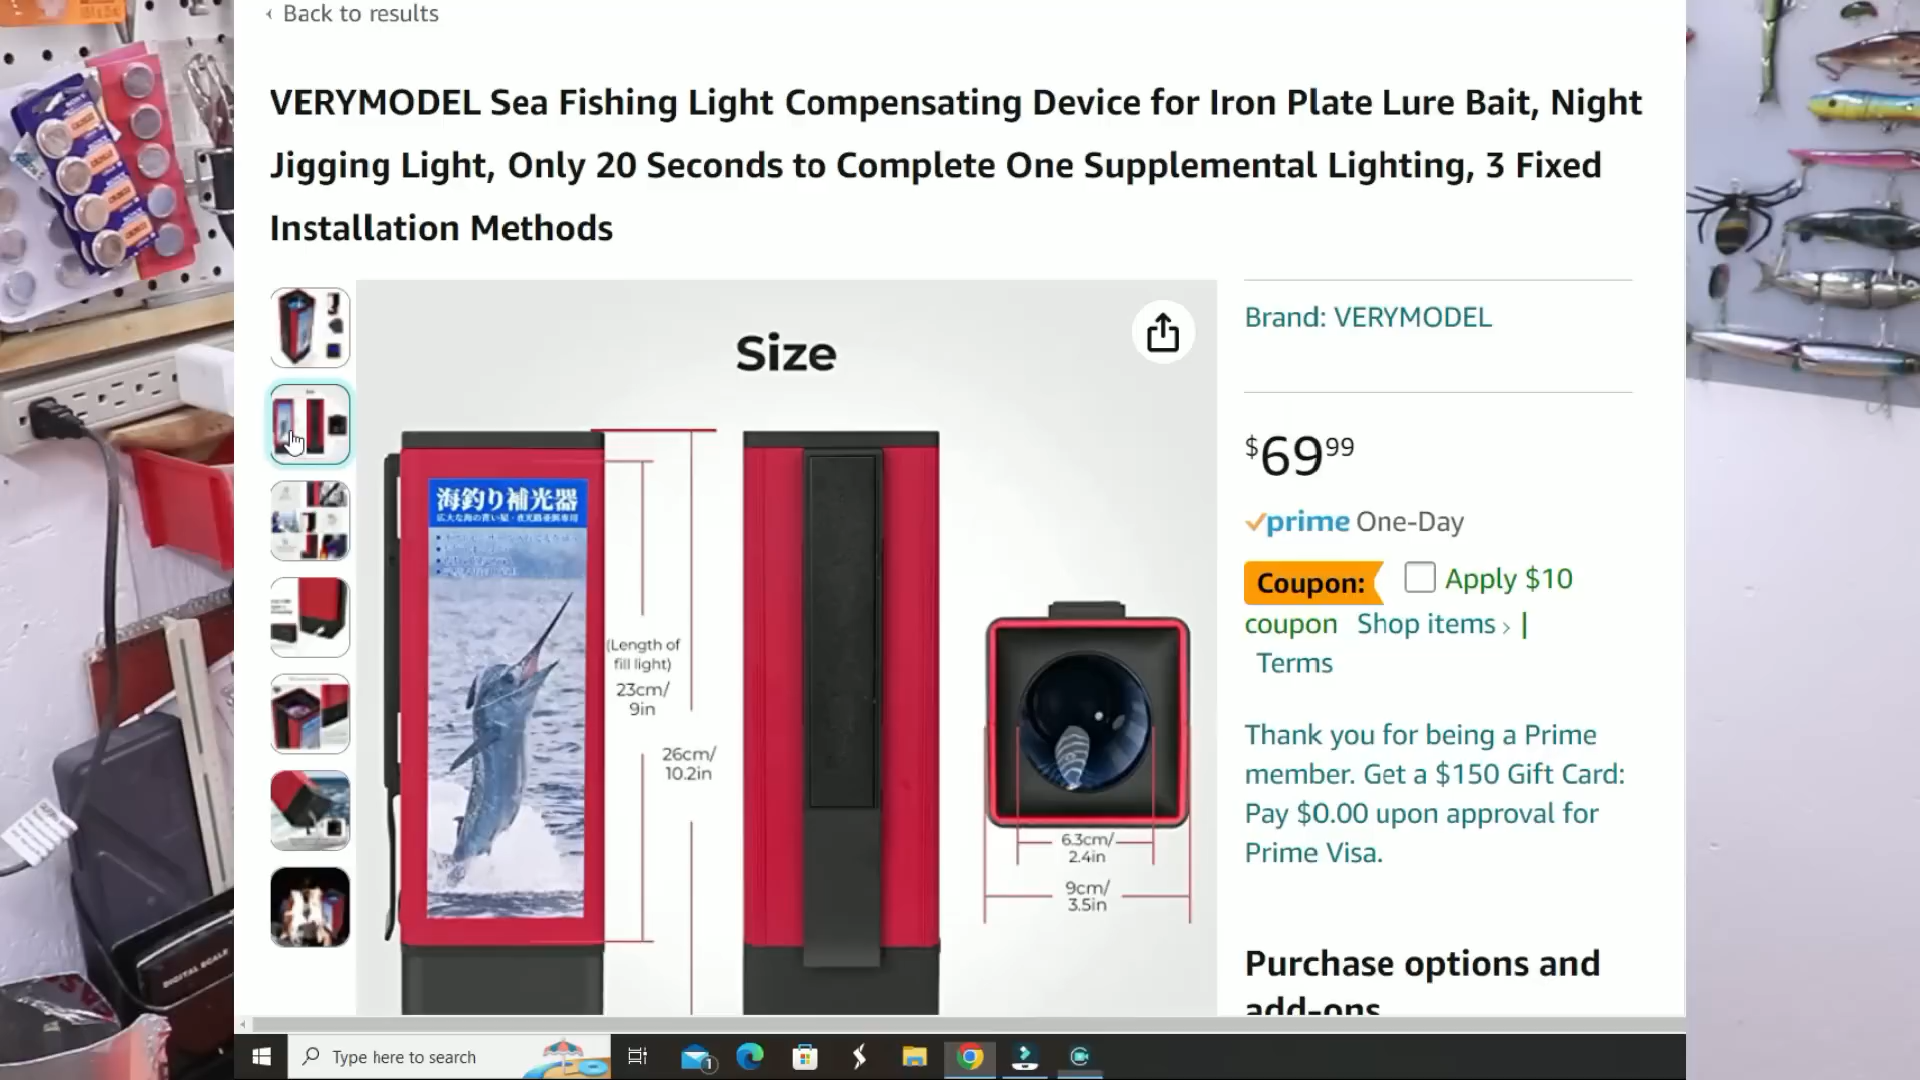 ‹ Back to results
VERYMODEL Sea Fishing Light Compensating Device for Iron Plate Lure Bait, Night
Jigging Light, Only 20 Seconds to Complete One Supplemental Lighting, 3 Fixed
Installation Methods
Size
海釣り補光器
(Length of
fill light)
23cm/
9in
26cm/
10.2in
6.3cm/
2.4in
9cm/
3.5in
Brand: VERYMODEL
$69.99
prime One-Day
Coupon: Apply $10
coupon Shop items › |
Terms
Thank you for being a Prime
member. Get a $150 Gift Card:
Pay $0.00 upon approval for
Prime Visa.
Purchase options and
add-ons
Type here to search
1
DIGITAL SCALE